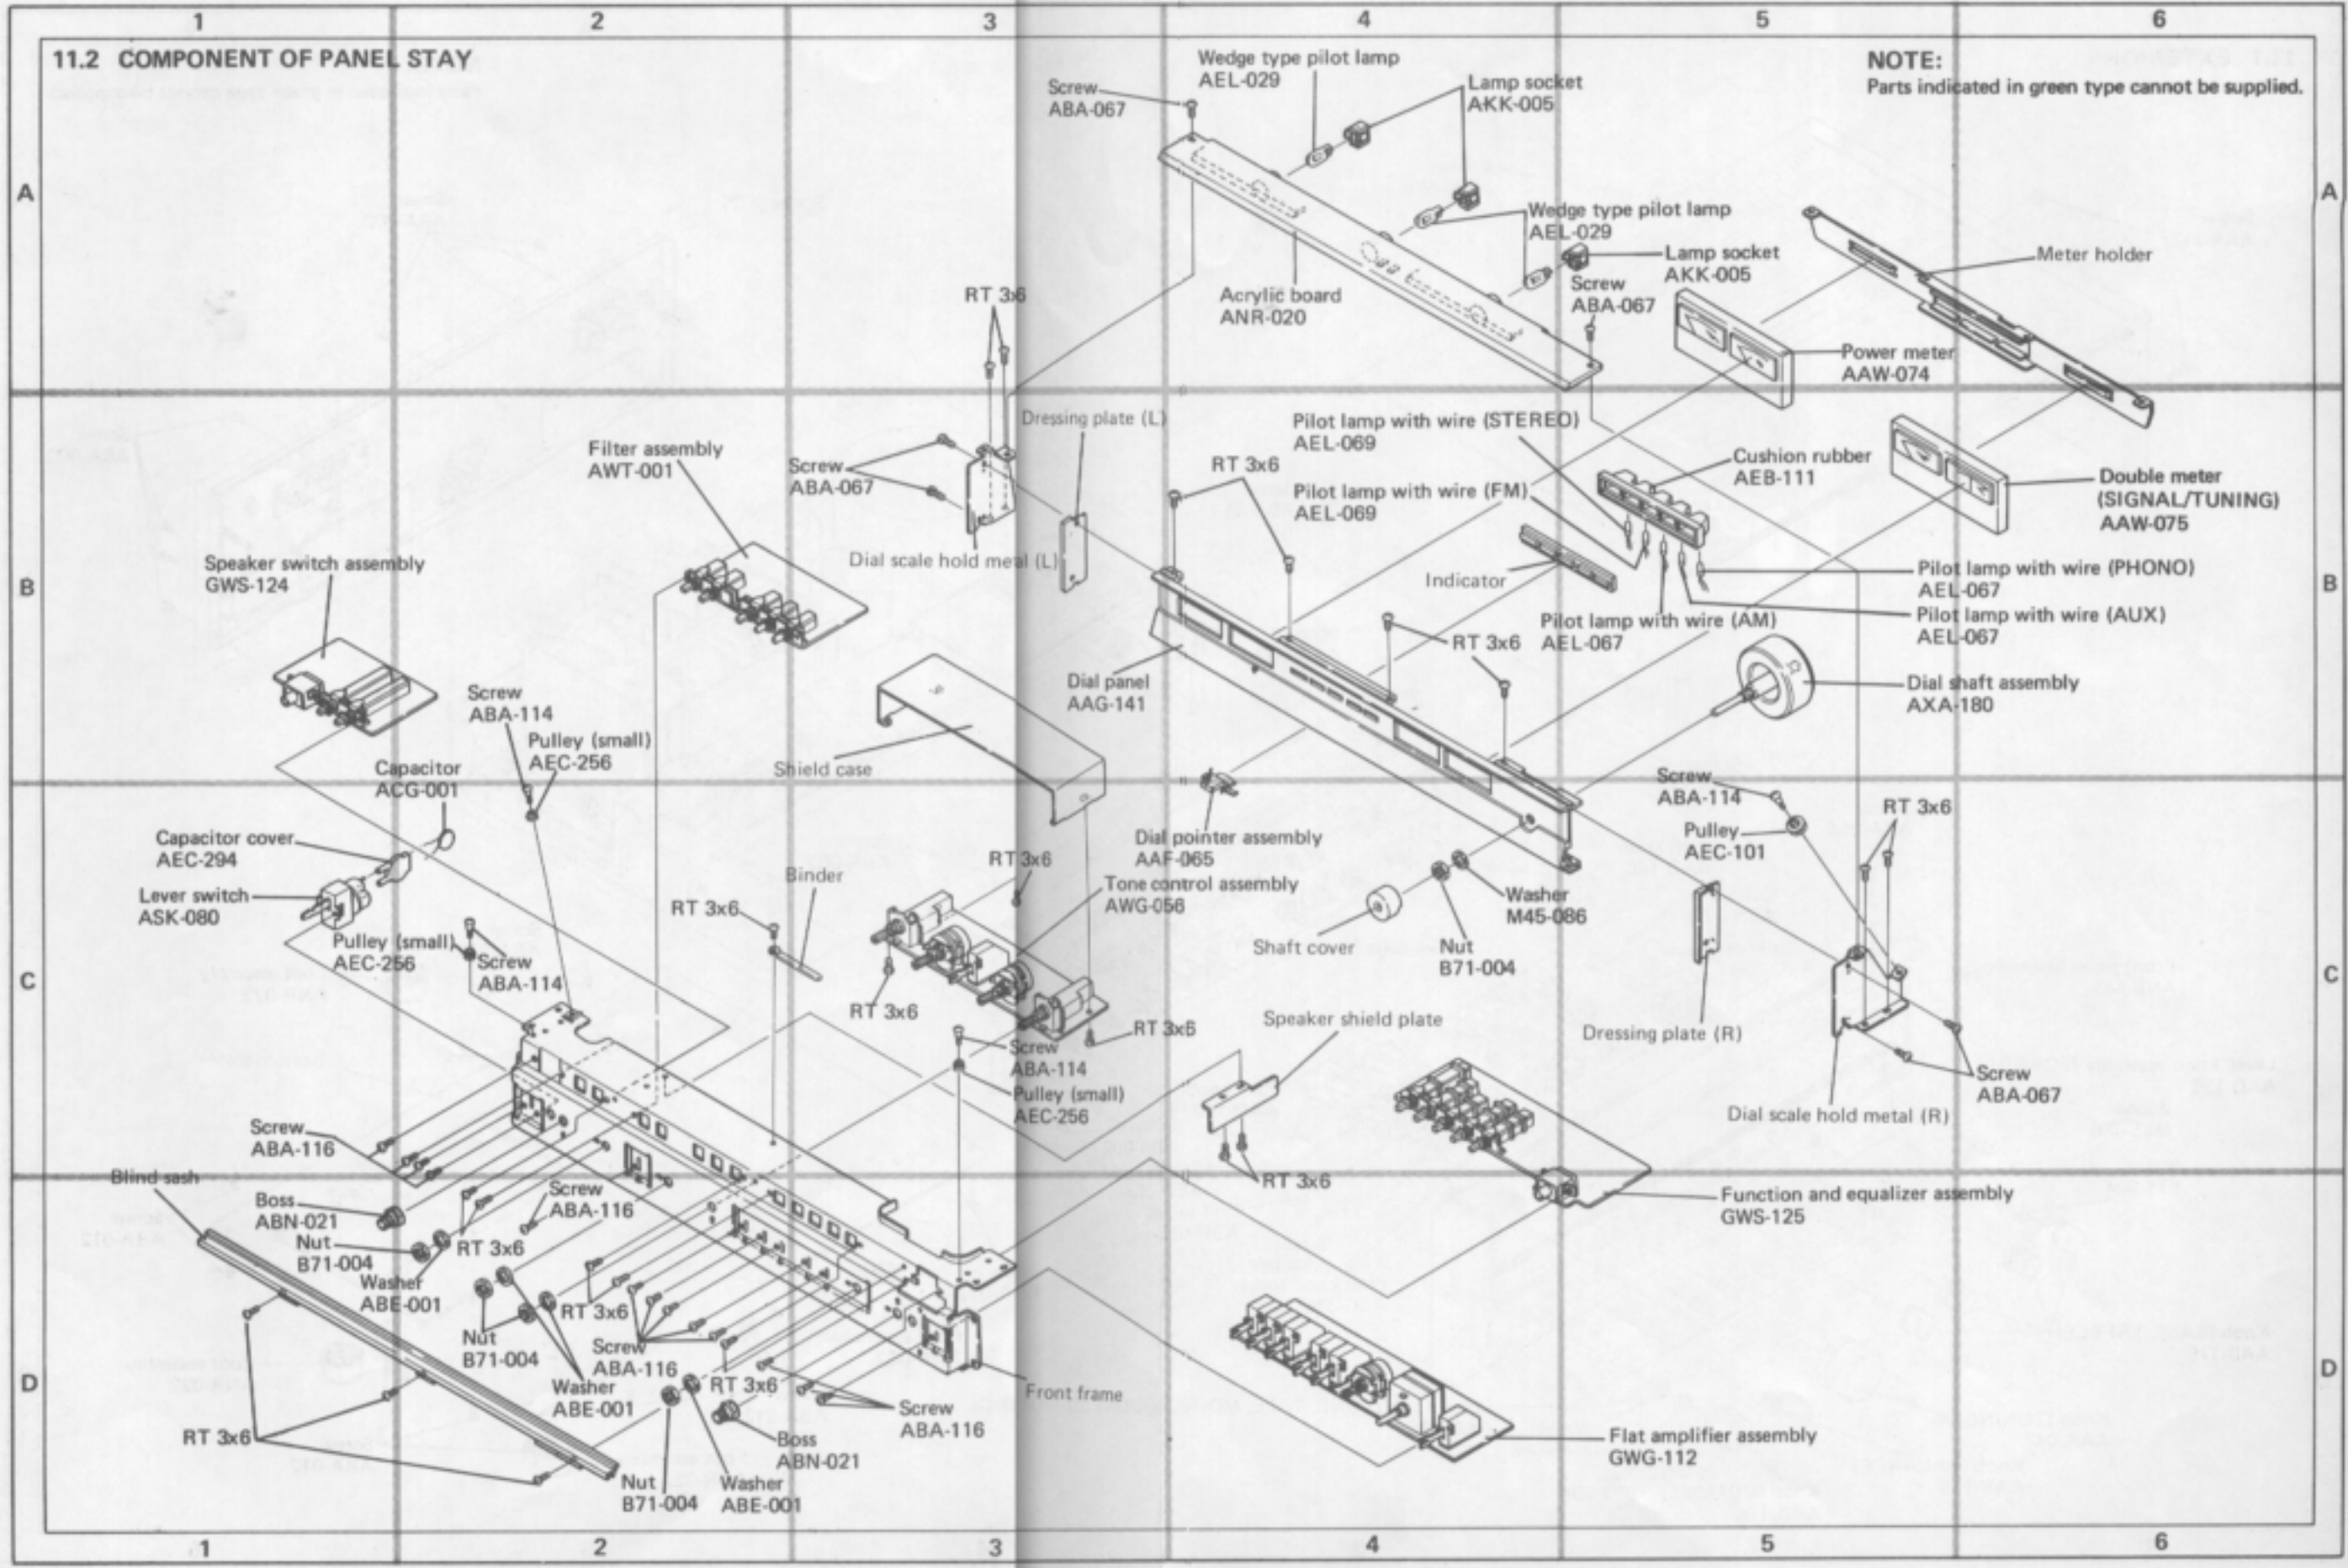 1 2 3 4 5 6
11.2 COMPONENT OF PANEL STAY
NOTE:
Parts indicated in green type cannot be supplied.
A
A
Screw
ABA-067
Wedge type pilot lamp
AEL-029
Lamp socket
AKK-005
Wedge type pilot lamp
AEL-029
Lamp socket
AKK-005
Screw
ABA-067
Meter holder
RT 3x6
Acrylic board
ANR-020
Power meter
AAW-074
B
B
Filter assembly
AWT-001
Screw
ABA-067
Dressing plate (L)
Dial scale hold metal (L)
Speaker switch assembly
GWS-124
Screw
ABA-114
Pulley (small)
AEC-256
Shield case
Pilot lamp with wire (STEREO)
AEL-069
RT 3x6
Pilot lamp with wire (FM)
AEL-069
Cushion rubber
AEB-111
Double meter
(SIGNAL/TUNING)
AAW-075
Indicator
Pilot lamp with wire (PHONO)
AEL-067
Pilot lamp with wire (AUX)
AEL-067
Pilot lamp with wire (AM)
AEL-067
RT 3x6
Dial panel
AAG-141
Dial shaft assembly
AXA-180
C
C
Capacitor
ACG-001
Capacitor cover
AEC-294
Lever switch
ASK-080
Pulley (small)
AEC-256
Screw
ABA-114
RT 3x6
Binder
RT 3x6
Dial pointer assembly
AAF-065
Tone control assembly
AWG-056
RT 3x6
RT 3x6
Screw
ABA-114
Pulley (small)
AEC-256
Shaft cover
Nut
B71-004
Washer
M45-086
Screw
ABA-114
Pulley
AEC-101
RT 3x6
Dressing plate (R)
Speaker shield plate
RT 3x6
Screw
ABA-067
Dial scale hold metal (R)
Screw
ABA-116
D
D
Blind sash
Boss
ABN-021
Nut
B71-004
Washer
ABE-001
RT 3x6
Screw
ABA-116
Nut
B71-004
RT 3x6
Screw
ABA-116
Washer
ABE-001
RT 3x6
RT 3x6
Nut
B71-004
Washer
ABE-001
Boss
ABN-021
Screw
ABA-116
Front frame
Function and equalizer assembly
GWS-125
Flat amplifier assembly
GWG-112
1 2 3 4 5 6